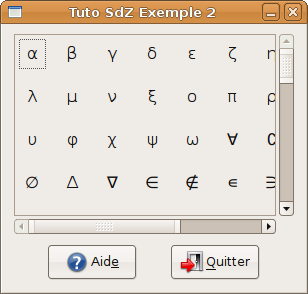 Tuto SdZ Exemple 2
α β γ δ ε ζ η
λ μ ν ξ ο π ρ
υ φ χ ψ ω ∀
∅ Δ ∇ ∈ ∉ ∊ ∋
Aide Quitter